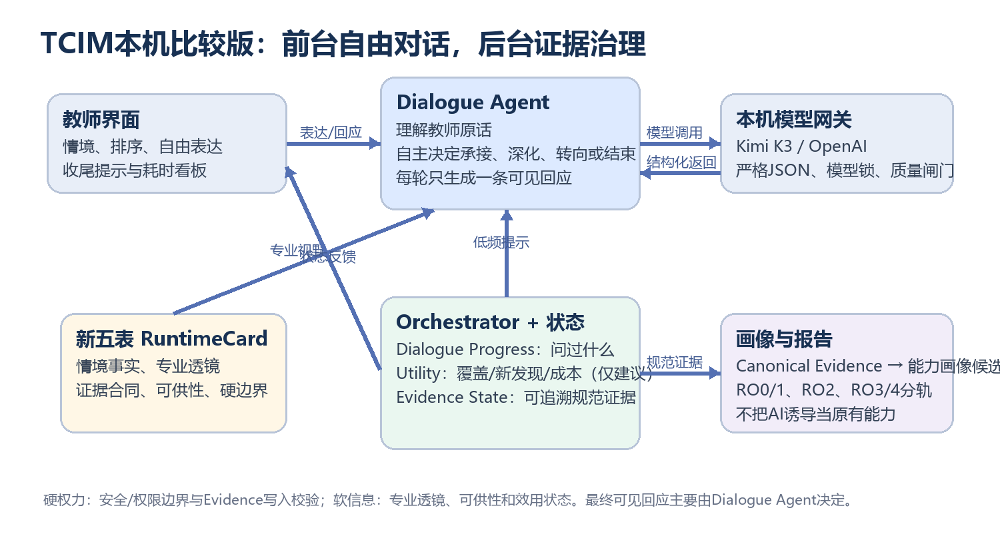 TCIM本机比较版：前台自由对话，后台证据治理
教师界面
情境、排序、自由表达
收尾提示与耗时看板
表达/回应
Dialogue Agent
理解教师原话
自主决定承接、深化、转向或结束
每轮只生成一条可见回应
模型调用
结构化返回
本机模型网关
Kimi K3 / OpenAI
严格JSON、模型锁、质量闸门
专业视野
状态反馈
低频提示
新五表 RuntimeCard
情境事实、专业透镜
证据合同、可供性、硬边界
Orchestrator + 状态
Dialogue Progress：问过什么
Utility：覆盖/新发现/成本（仅建议）
Evidence State：可追溯规范证据
规范证据
画像与报告
Canonical Evidence → 能力画像候选
RO0/1、RO2、RO3/4分轨
不把AI诱导当原有能力
硬权力：安全/权限边界与Evidence写入校验；软信息：专业透镜、可供性和效用状态。最终可见回应主要由Dialogue Agent决定。